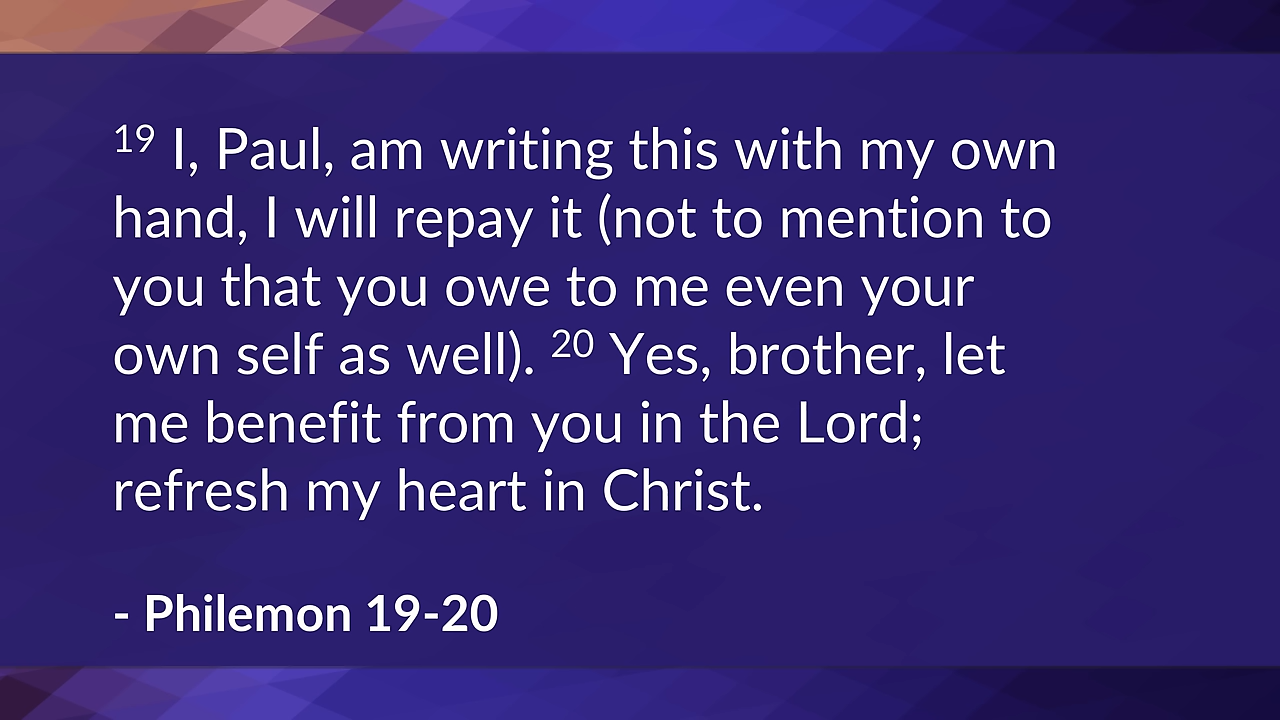 19 I, Paul, am writing this with my own
hand, I will repay it (not to mention to
you that you owe to me even your
own self as well). 20 Yes, brother, let
me benefit from you in the Lord;
refresh my heart in Christ.
- Philemon 19-20